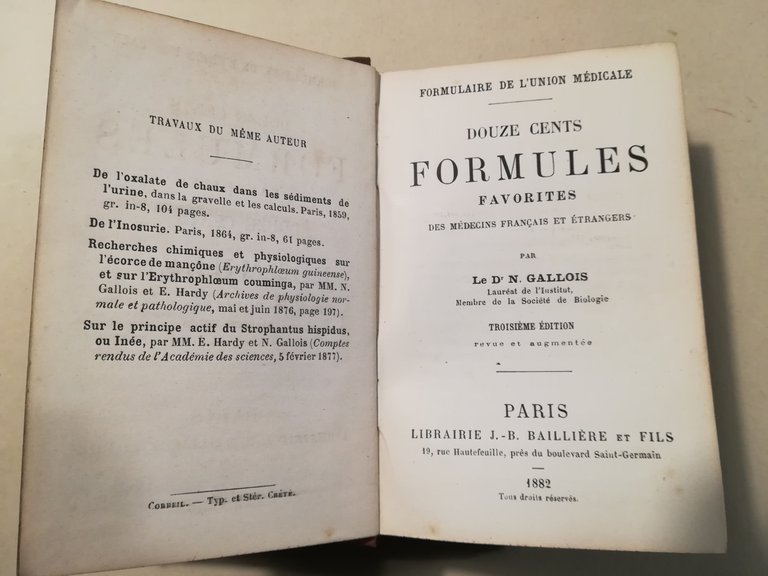 TRAVAUX DU MÊME AUTEUR
De l'oxalate de chaux dans les sédiments de
l'urine, dans la gravelle et les calculs. Paris, 1859,
gr. in-8, 104 pages.
De l'Inosurie. Paris, 1864, gr. in-8, 61 pages.
Recherches chimiques et physiologiques sur
l'écorce de mançône (Erythrophlœum guineense),
et sur l'Erythrophlœum couminga, par MM. N.
Gallois et E. Hardy (Archives de physiologie nor-
male et pathologique, mai et juin 1876, page 197).
Sur le principe actif du Strophantus hispidus,
ou Inée, par MM. E. Hardy et N. Gallois (Comptes
rendus de l'Académie des sciences, 5 février 1877).
CORBEIL. — Typ. et Stér. CRÉTÉ.
FORMULAIRE DE L'UNION MÉDICALE
DOUZE CENTS
FORMULES
FAVORITES
DES MÉDECINS FRANÇAIS ET ÉTRANGERS
PAR
Le Dr N. GALLOIS
Lauréat de l'Institut,
Membre de la Société de Biologie
TROISIÈME ÉDITION
revue et augmentée
PARIS
LIBRAIRIE J.-B. BAILLIÈRE ET FILS
19, rue Hautefeuille, près du boulevard Saint-Germain
1882
Tous droits réservés.